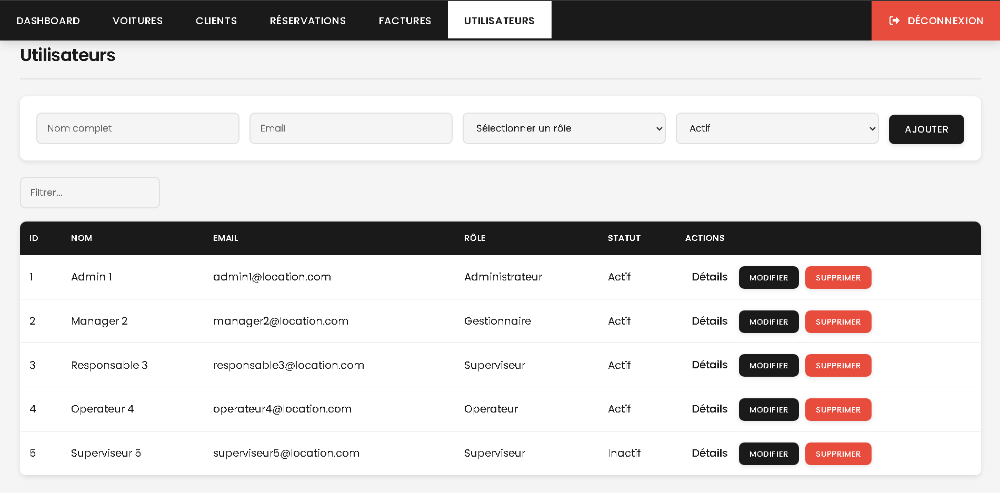 DASHBOARD VOITURES CLIENTS RÉSERVATIONS FACTURES UTILISATEURS DÉCONNEXION
Utilisateurs
Nom complet Email Sélectionner un rôle Actif AJOUTER
Filtrer...
ID NOM EMAIL RÔLE STATUT ACTIONS
1 Admin 1 admin1@location.com Administrateur Actif Détails MODIFIER SUPPRIMER
2 Manager 2 manager2@location.com Gestionnaire Actif Détails MODIFIER SUPPRIMER
3 Responsable 3 responsable3@location.com Superviseur Actif Détails MODIFIER SUPPRIMER
4 Operateur 4 operateur4@location.com Operateur Actif Détails MODIFIER SUPPRIMER
5 Superviseur 5 superviseur5@location.com Superviseur Inactif Détails MODIFIER SUPPRIMER